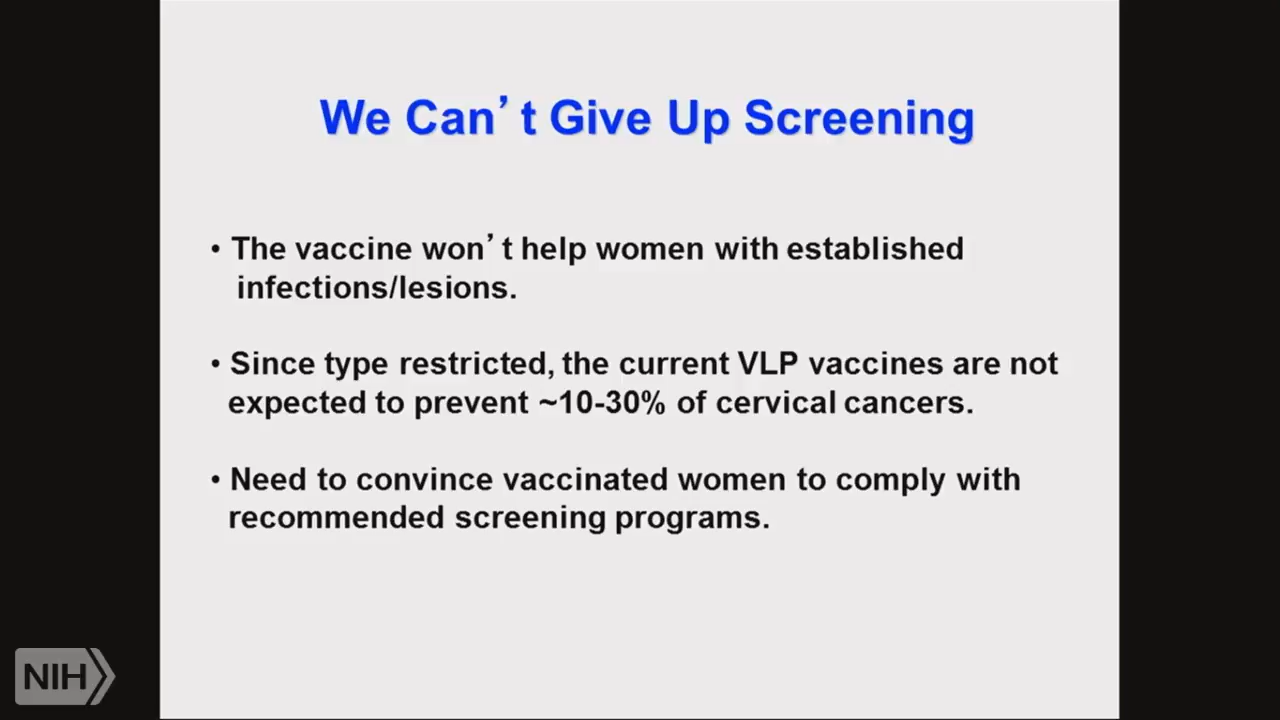 We Can’t Give Up Screening
• The vaccine won’t help women with established
infections/lesions.
• Since type restricted, the current VLP vaccines are not
expected to prevent ~10-30% of cervical cancers.
• Need to convince vaccinated women to comply with
recommended screening programs.
NIH